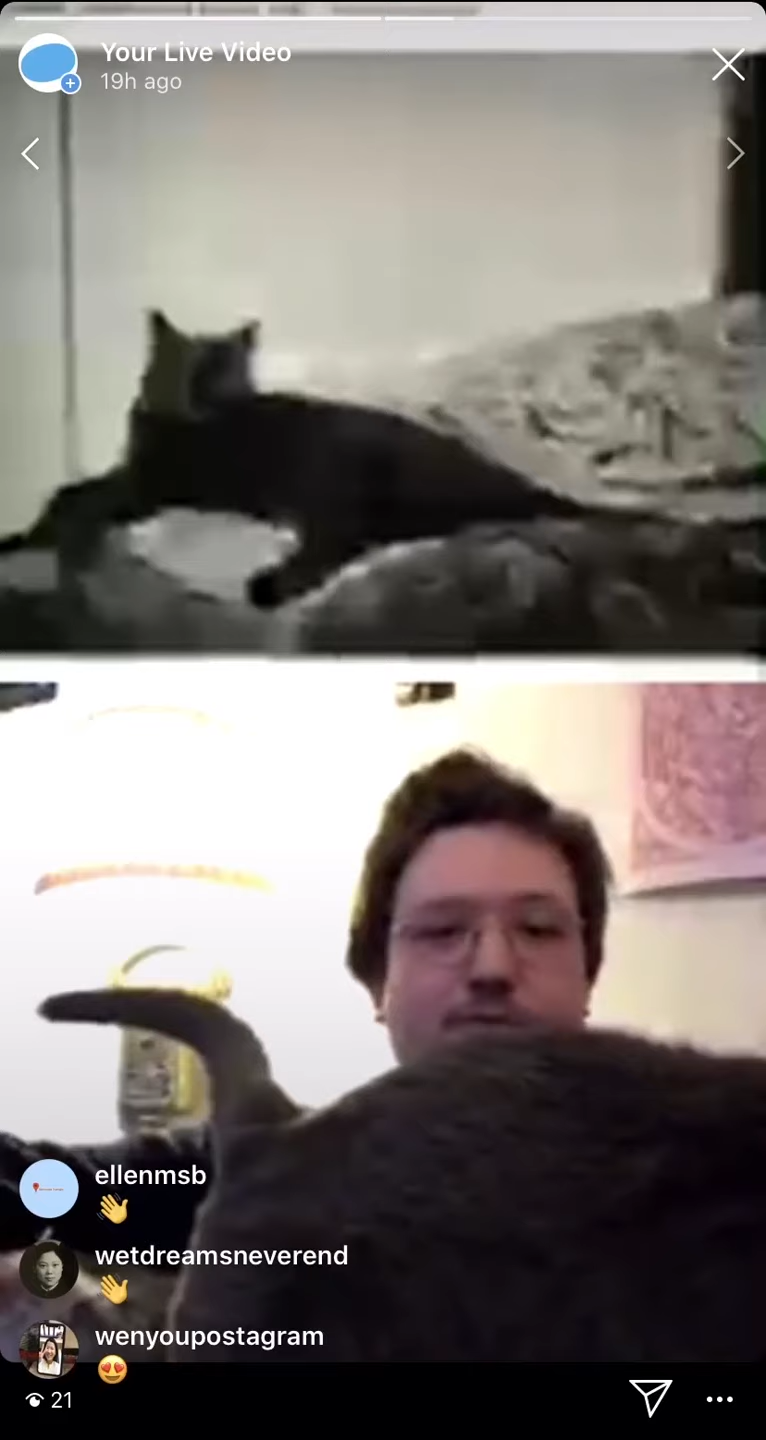 Your Live Video
19h ago
ellenmsb
👋
wetdreamsneverend
👋
wenyoupostagram
😍
21